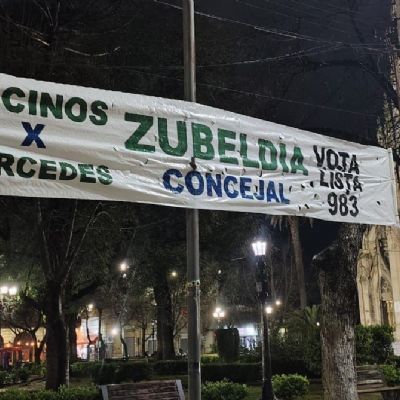 CINOS
X
RCEDES
ZUBELDIA
CONCEJAL
VOTA
LISTA
983